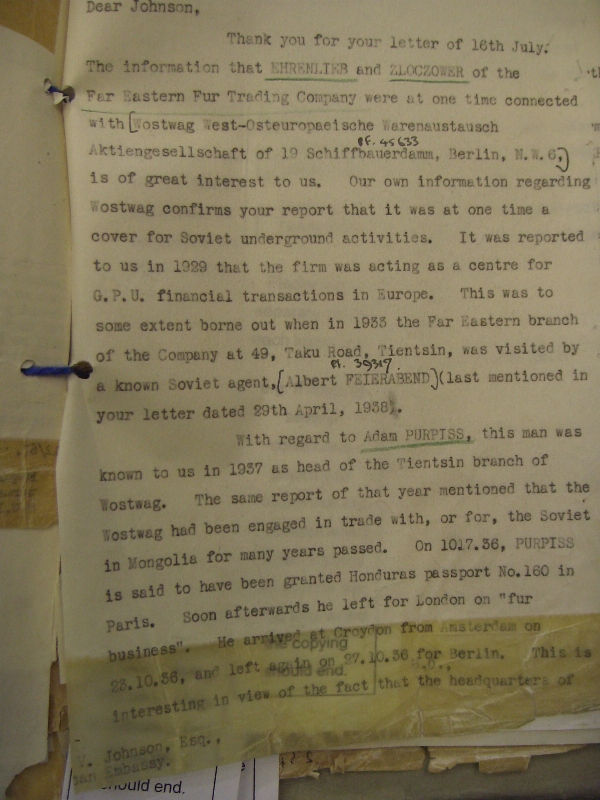 Dear Johnson,
Thank you for your letter of 16th July.
The information that EHRENLIEB and ZLOCZOWER of the
Far Eastern Fur Trading Company were at one time connected
with [Wostwag West-Osteuropaeische Warenaustausch
PF. 45633
Aktiengesellschaft of 19 Schiffbauerdamm, Berlin, N.W.6.)
is of great interest to us. Our own information regarding
Wostwag confirms your report that it was at one time a
cover for Soviet underground activities. It was reported
to us in 1929 that the firm was acting as a centre for
G.P.U. financial transactions in Europe. This was to
some extent borne out when in 1933 the Far Eastern branch
of the Company at 49, Taku Road, Tientsin, was visited by
PF. 39317.
a known Soviet agent, [Albert FEIERABEND] (last mentioned in
your letter dated 29th April, 1938).
With regard to Adam PURPISS, this man was
known to us in 1937 as head of the Tientsin branch of
Wostwag. The same report of that year mentioned that the
Wostwag had been engaged in trade with, or for, the Soviet
in Mongolia for many years passed. On 10.7.36, PURPISS
is said to have been granted Honduras passport No.160 in
Paris. Soon afterwards he left for London on "fur
business". He arrived at Croydon from Amsterdam on
copying
23.10.36, and left again on 27.10.36 for Berlin. This is
should end.
interesting in view of the fact that the headquarters of
Johnson, Esq.,
Embassy.
should end.